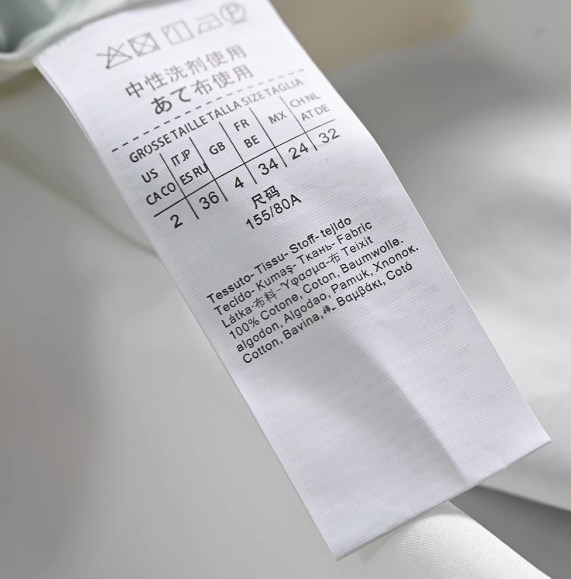 中性洗剂使用
あて布使用
GROSSE TAILLE TALLA SIZE TAGLIA
US IT JP GB FR MX CH NL
CA CO ES RU BE AT DE
2 36 4 34 24 32
尺码
155/80A
Tessuto- Tissu- Stoff- tejido
Tecido- Kumaş- Ткань- Fabric
Látka-布料-Ύφασμα-布 Teixit
100% Cotone, Coton, Baumwolle.
algodon, Algodao, Pamuk, Хлопок.
Cotton, Bavina, Βαμβάκι, Cotó